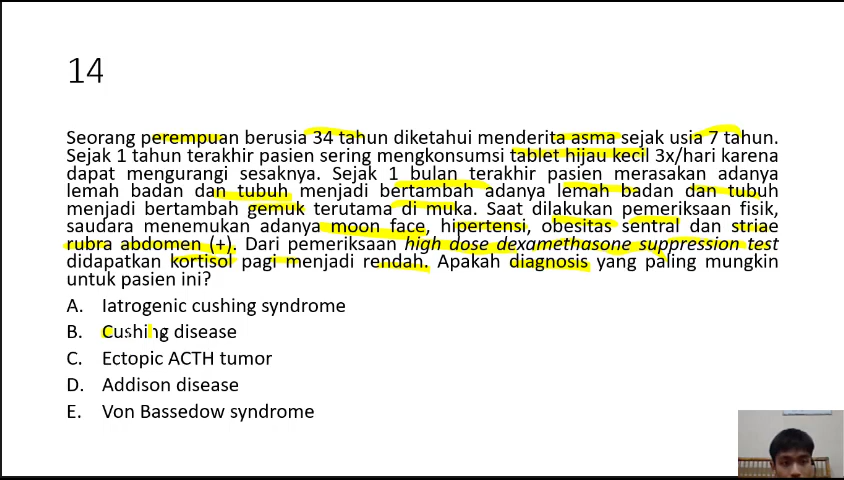 14
Seorang perempuan berusia 34 tahun diketahui menderita asma sejak usia 7 tahun.
Sejak 1 tahun terakhir pasien sering mengkonsumsi tablet hijau kecil 3x/hari karena
dapat mengurangi sesaknya. Sejak 1 bulan terakhir pasien merasakan adanya
lemah badan dan tubuh menjadi bertambah adanya lemah badan dan tubuh
menjadi bertambah gemuk terutama di muka. Saat dilakukan pemeriksaan fisik,
saudara menemukan adanya moon face, hipertensi, obesitas sentral dan striae
rubra abdomen (+). Dari pemeriksaan high dose dexamethasone suppression test
didapatkan kortisol pagi menjadi rendah. Apakah diagnosis yang paling mungkin
untuk pasien ini?
A. Iatrogenic cushing syndrome
B. Cushing disease
C. Ectopic ACTH tumor
D. Addison disease
E. Von Bassedow syndrome